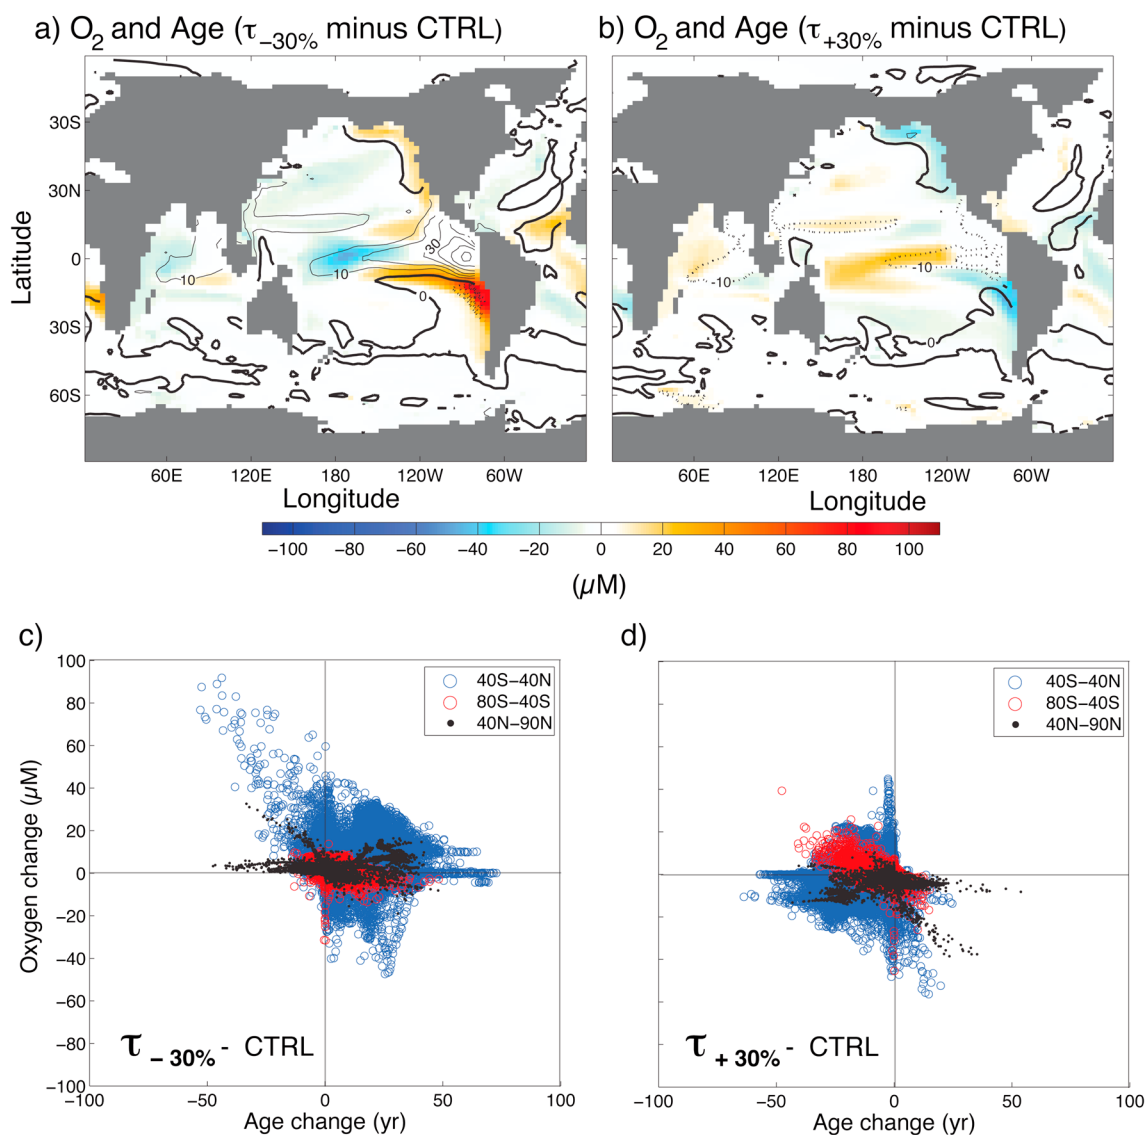 a) O₂ and Age (τ₋₃₀% minus CTRL)
b) O₂ and Age (τ₊₃₀% minus CTRL)
Latitude
30S
30N
0
30S
60S
30
10
10
0
60E
120E
180
120W
60W
Longitude
-10
-10
0
60E
120E
180
120W
60W
Longitude
−100 −80 −60 −40 −20 0 20 40 60 80 100
(µM)
c)
Oxygen change (µM)
100
80
60
40
20
0
−20
−40
−60
−80
−100
40S−40N
80S−40S
40N−90N
τ − 30% - CTRL
−100 −50 0 50 100
Age change (yr)
d)
40S−40N
80S−40S
40N−90N
τ + 30% - CTRL
−100 −50 0 50 100
Age change (yr)